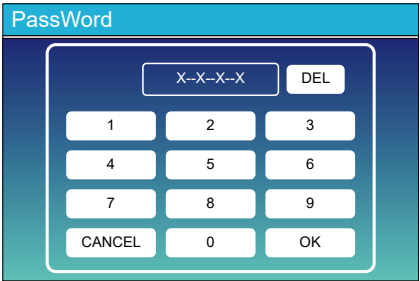 PassWord
X--X--X--X DEL
1 2 3
4 5 6
7 8 9
CANCEL 0 OK